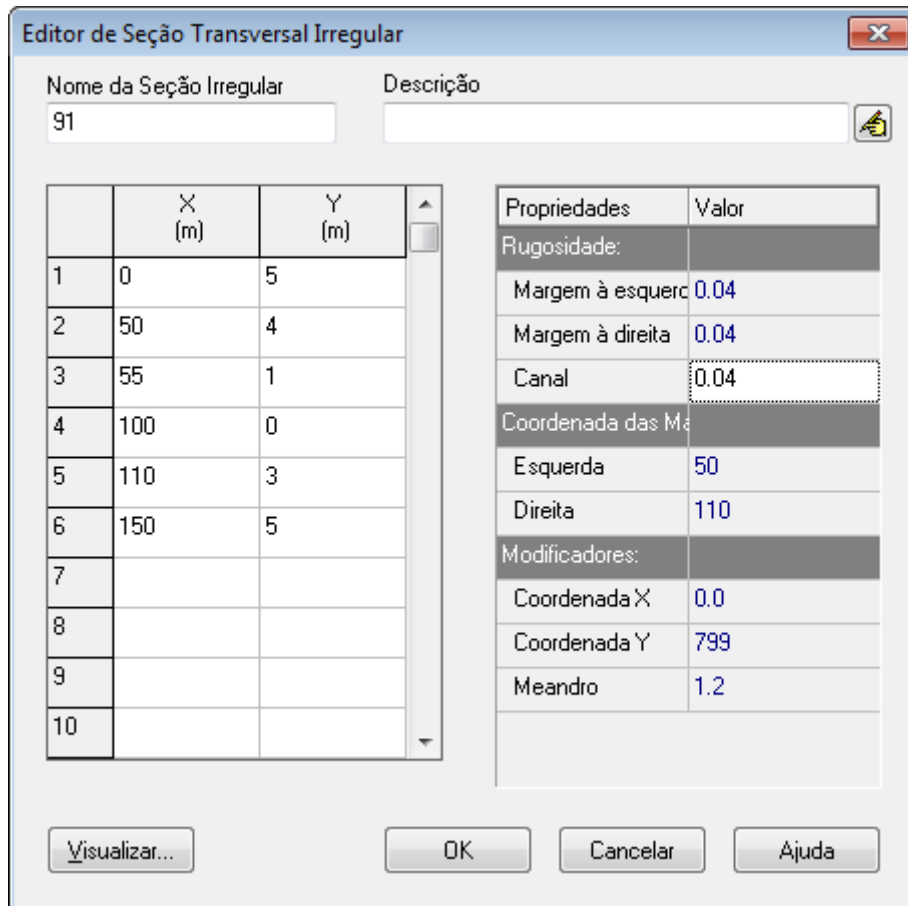 Editor de Seção Transversal Irregular
Nome da Seção Irregular Descrição
91
X Y
(m) (m)
1 0 5
2 50 4
3 55 1
4 100 0
5 110 3
6 150 5
7
8
9
10
Propriedades Valor
Rugosidade:
Margem à esquerd 0.04
Margem à direita 0.04
Canal 0.04
Coordenada das Ma
Esquerda 50
Direita 110
Modificadores:
Coordenada X 0.0
Coordenada Y 799
Meandro 1.2
Visualizar... OK Cancelar Ajuda